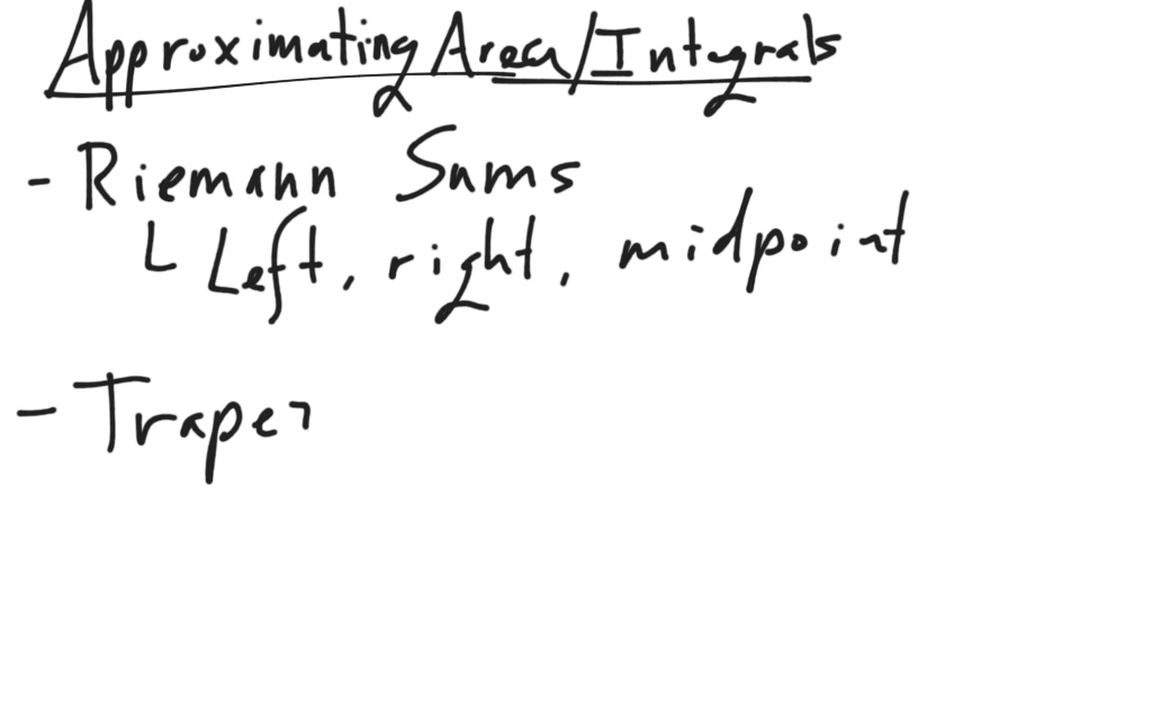 Approximating Area/Integrals
- Riemann Sums
└ Left, right, midpoint
- Trape